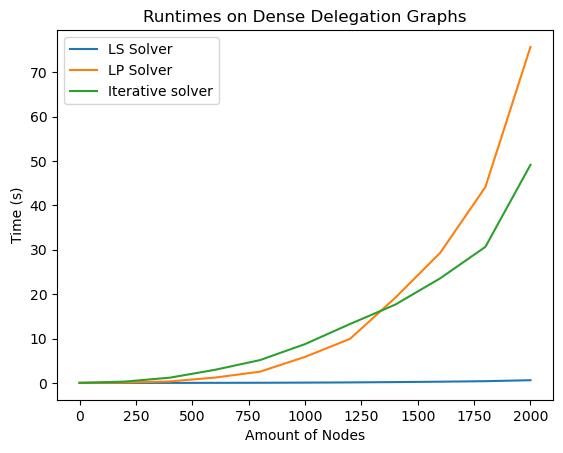 Runtimes on Dense Delegation Graphs
LS Solver
LP Solver
Iterative solver
70
60
50
40
30
20
10
0
Time (s)
0 250 500 750 1000 1250 1500 1750 2000
Amount of Nodes